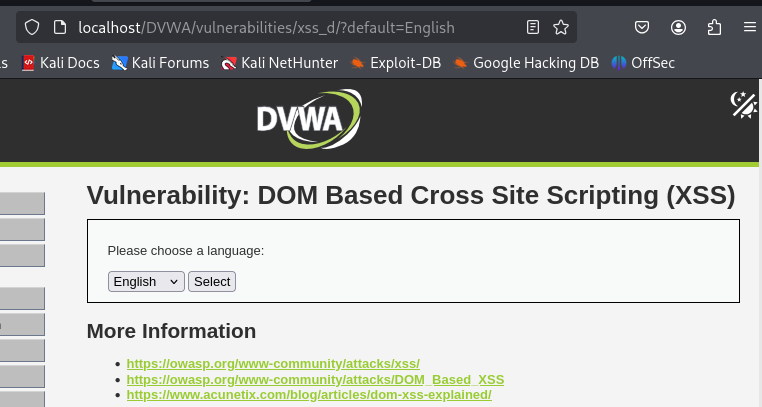 localhost/DVWA/vulnerabilities/xss_d/?default=English
s Kali Docs Kali Forums Kali NetHunter Exploit-DB Google Hacking DB OffSec
DVWA
Vulnerability: DOM Based Cross Site Scripting (XSS)
Please choose a language:
English Select
More Information
https://owasp.org/www-community/attacks/xss/
https://owasp.org/www-community/attacks/DOM_Based_XSS
https://www.acunetix.com/blog/articles/dom-xss-explained/